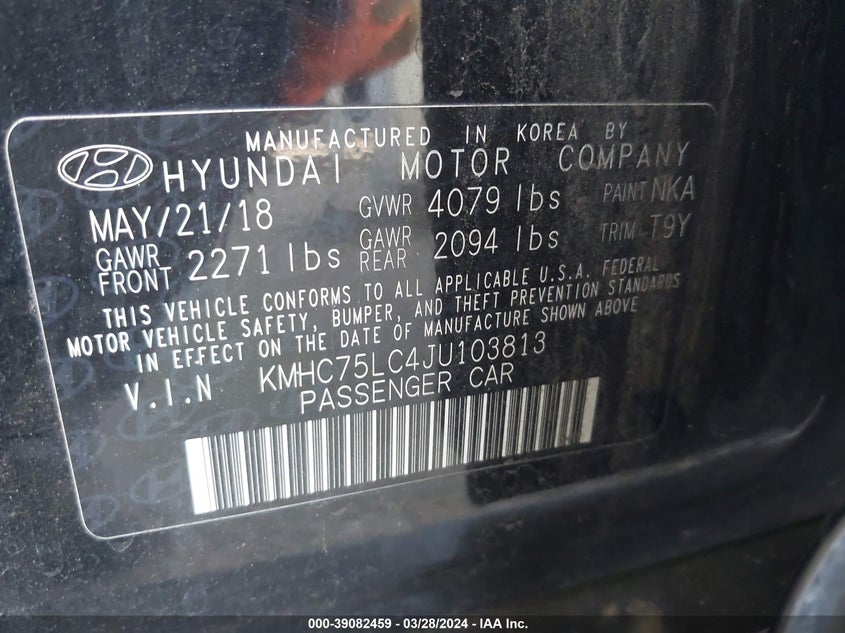 MANUFACTURED IN KOREA BY
HYUNDAI MOTOR COMPANY
MAY/21/18 GVWR 4079 lbs PAINT NKA
GAWR FRONT 2271 lbs GAWR REAR 2094 lbs TRIM T9Y
THIS VEHICLE CONFORMS TO ALL APPLICABLE U.S.A. FEDERAL
MOTOR VEHICLE SAFETY, BUMPER, AND THEFT PREVENTION STANDARDS
IN EFFECT ON THE DATE OF MANUFACTURE SHOWN ABOVE
V.I.N KMHC75LC4JU103813
PASSENGER CAR
000-39082459 - 03/28/2024 - IAA Inc.